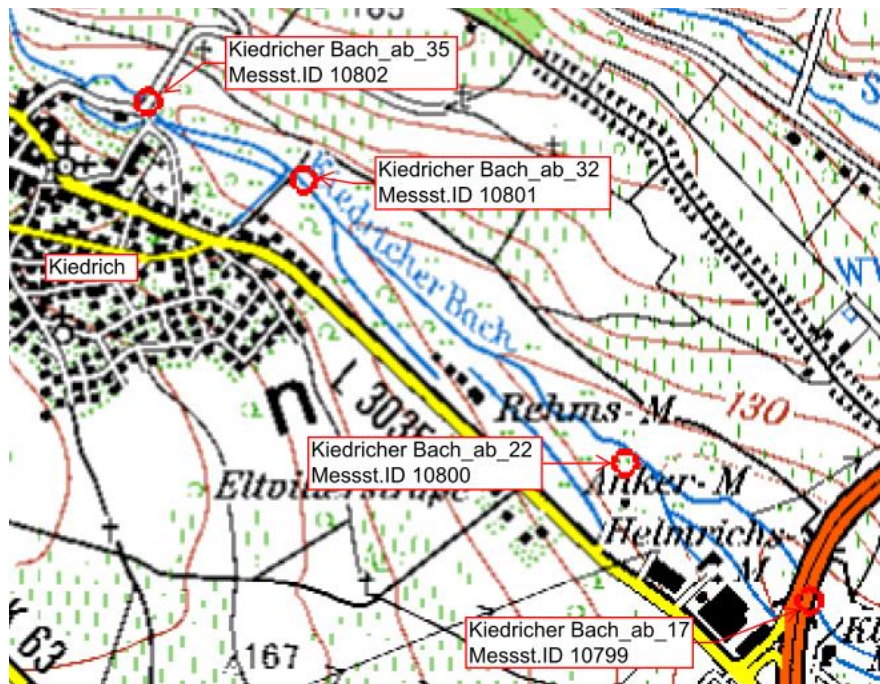 Kiedricher Bach_ab_35
Messst.ID 10802
Kiedricher Bach_ab_32
Messst.ID 10801
Kiedrich
Kiedricher Bach
n
L 3035
Rehms-M.
130
Kiedricher Bach_ab_22
Messst.ID 10800
Anker-M
Eltvillerstraße
Heinrichs-
M
Kiedricher Bach_ab_17
Messst.ID 10799
K 63
167